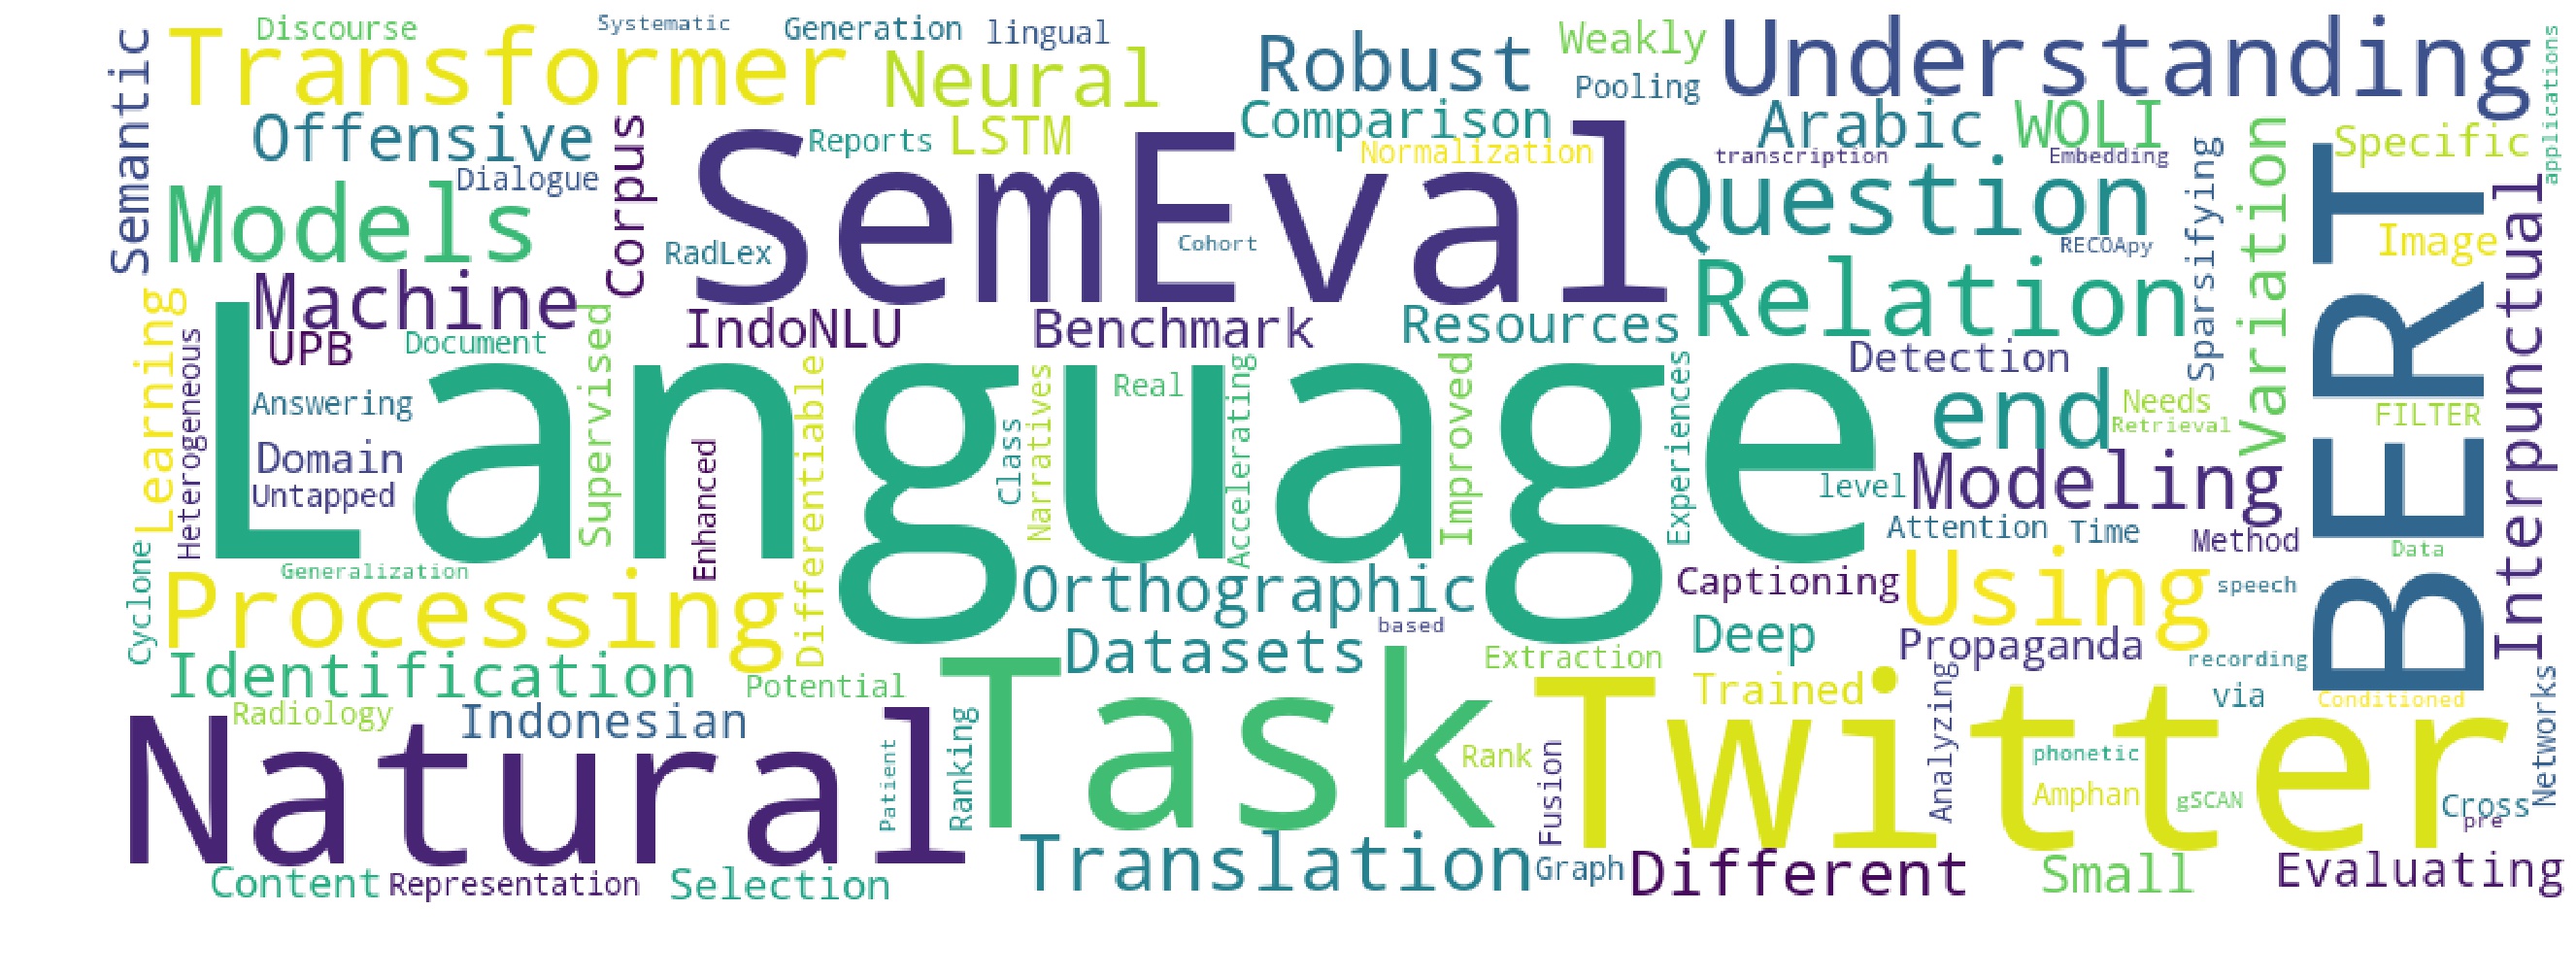 Discourse
Systematic
Generation
lingual
Transformer
Neural
Robust
Weakly
Understanding
Semantic
Pooling
applications
Offensive
Corpus
Reports
LSTM
Comparison
Normalization
Arabic
WOLI
Specific
transcription
Embedding
Dialogue
Models
SemEval
Question
Sparsifying
Variation
BERT
Interpunctual
RadLex
Cohort
RECOApy
Image
Machine
Relation
Learning
Heterogeneous
UPB
Document
Supervised
IndoNLU
Benchmark
Resources
Detection
Language
Answering
Differentiable
Real
Accelerating
Improved
Experiences
end
Needs
Retrieval
FILTER
Domain
Untapped
Enhanced
Class
Narratives
level
Modeling
Attention
Time
Method
Data
Cyclone
Generalization
Processing
Orthographic
Captioning
Using
speech
based
Datasets
Deep
Propaganda
Identification
Potential
Extraction
recording
Task
Trained
Analyzing
via
Conditioned
Networks
Radiology
Indonesian
Natural
Patient
Ranking
Rank
Fusion
Twitter
phonetic
Amphan
gSCAN
Cross
pre
Content
Representation
Selection
Translation
Graph
Different
Small
Evaluating